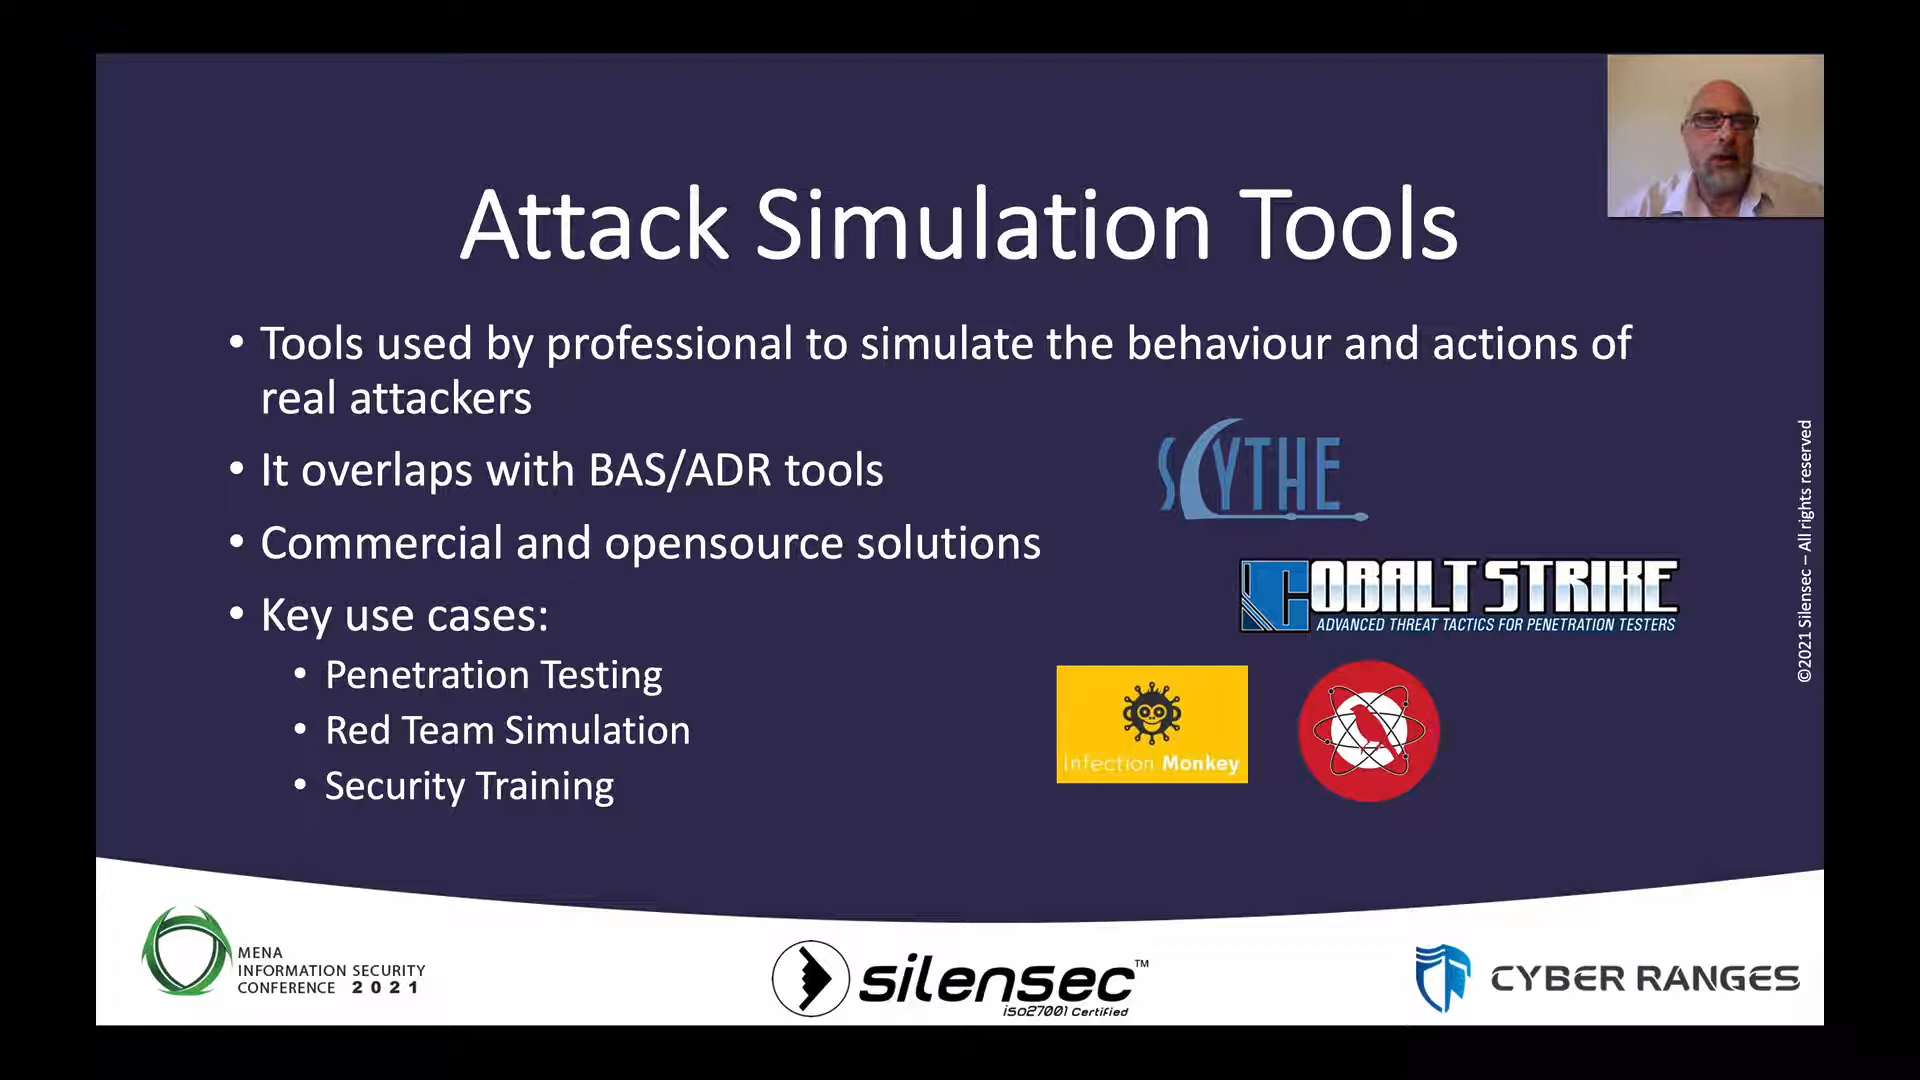 Attack Simulation Tools
• Tools used by professional to simulate the behaviour and actions of
real attackers
• It overlaps with BAS/ADR tools
• Commercial and opensource solutions
• Key use cases:
• Penetration Testing
• Red Team Simulation
• Security Training
SCYTHE
COBALT STRIKE
ADVANCED THREAT TACTICS FOR PENETRATION TESTERS
Infection Monkey
©2021 Silensec – All rights reserved
MENA
INFORMATION SECURITY
CONFERENCE 2021
silensec™
iSO27001 Certified
CYBER RANGES